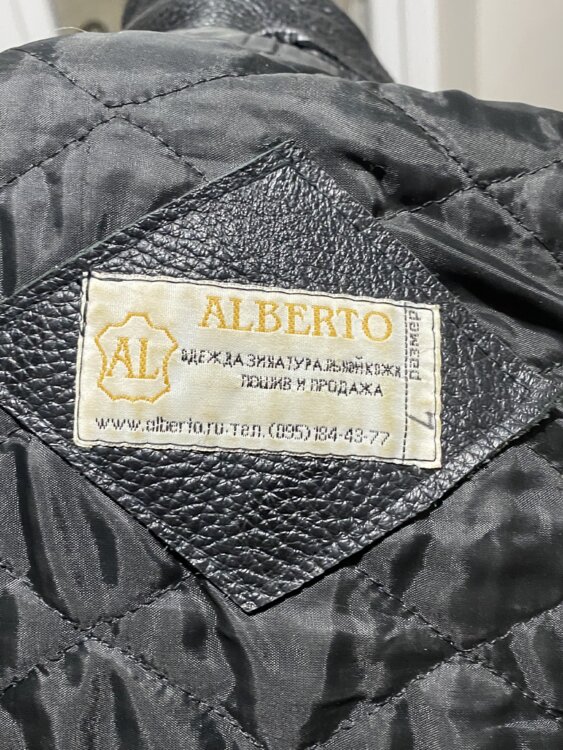 ALBERTO
AL
ОДЕЖДА ИЗ НАТУРАЛЬНОЙ КОЖИ
ПОШИВ И ПРОДАЖА
www.alberto.ru. тел. (095) 184-43-77
размер